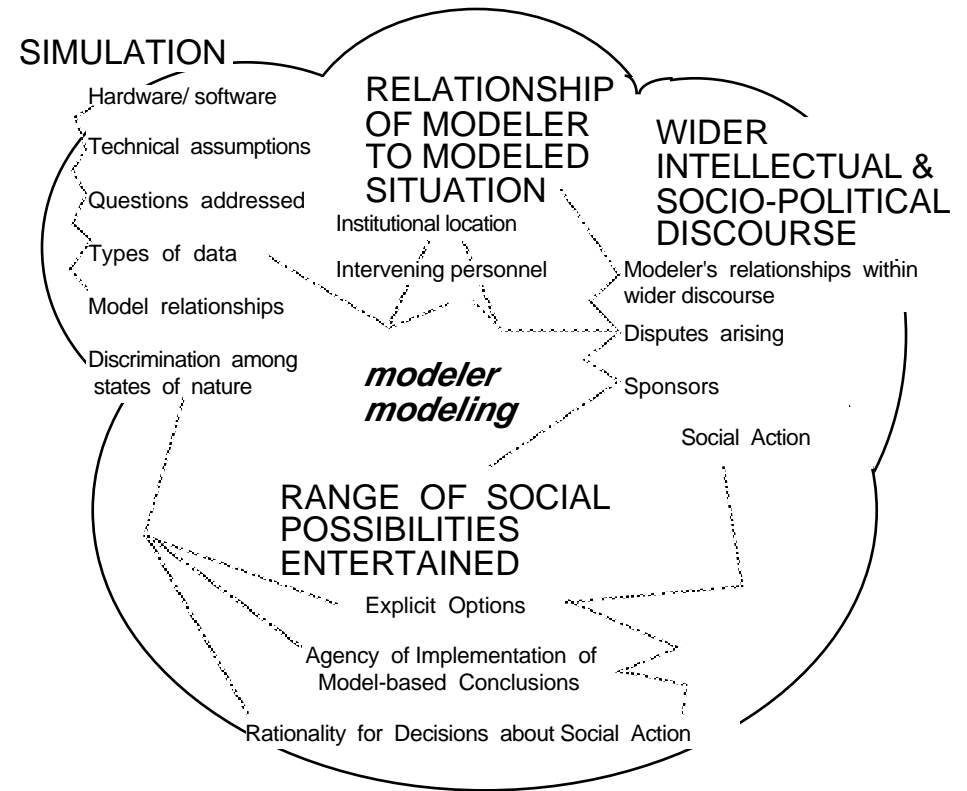 SIMULATION
Hardware/ software
Technical assumptions
Questions addressed
Types of data
Model relationships
Discrimination among
states of nature
RELATIONSHIP
OF MODELER
TO MODELED
SITUATION
Institutional location
Intervening personnel
WIDER
INTELLECTUAL &
SOCIO-POLITICAL
DISCOURSE
Modeler's relationships within
wider discourse
Disputes arising
Sponsors
Social Action
modeler
modeling
RANGE OF SOCIAL
POSSIBILITIES
ENTERTAINED
Explicit Options
Agency of Implementation of
Model-based Conclusions
Rationality for Decisions about Social Action